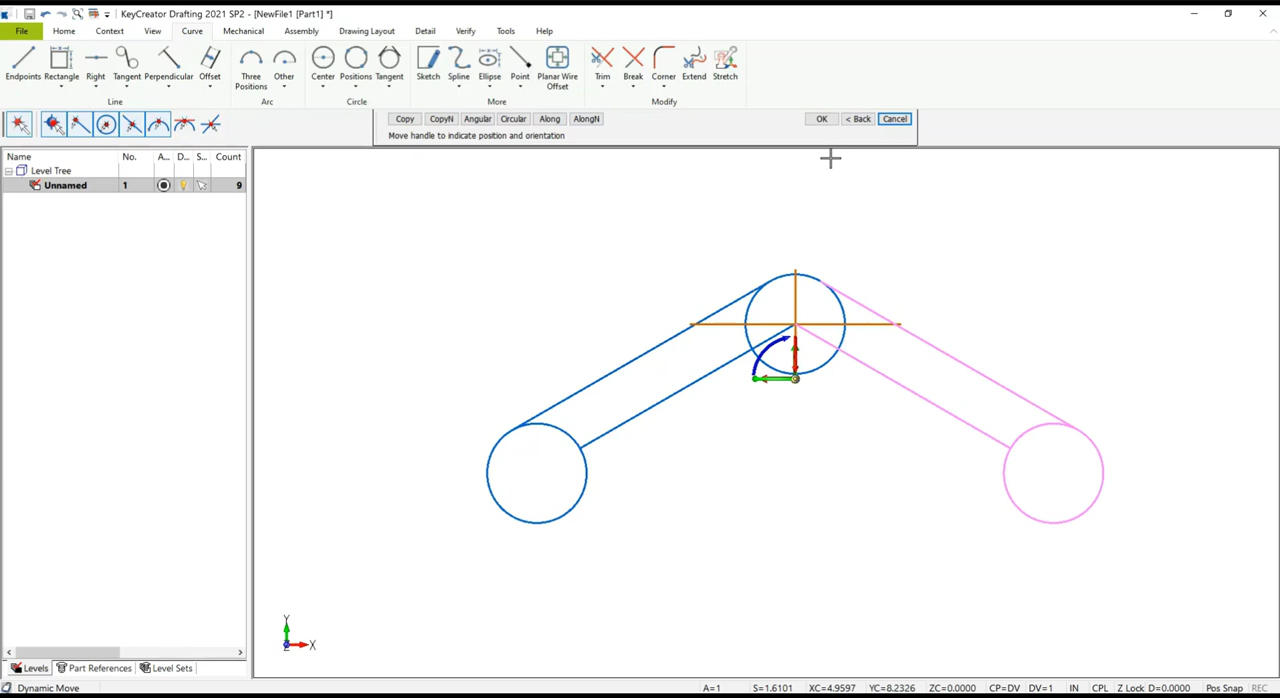 KeyCreator Drafting 2021 SP2 - [NewFile1 [Part1] *]
File Home Context View Curve Mechanical Assembly Drawing Layout Detail Verify Tools Help
Endpoints Rectangle Right Tangent Perpendicular Offset Three Positions Other Center Positions Tangent Sketch Spline Ellipse Point Planar Wire Offset Trim Break Corner Extend Stretch
Line Arc Circle More Modify
Copy CopyN Angular Circular Along AlongN OK < Back Cancel
Move handle to indicate position and orientation
Name No. A... D... S... Count
Level Tree
Unnamed 1 9
Y
Z X
Levels Part References Level Sets
Dynamic Move A=1 S=1.6101 XC=4.9597 YC=8.2326 ZC=0.0000 CP=DV DV=1 IN CPL Z Lock D=0.0000 Pos Snap REC